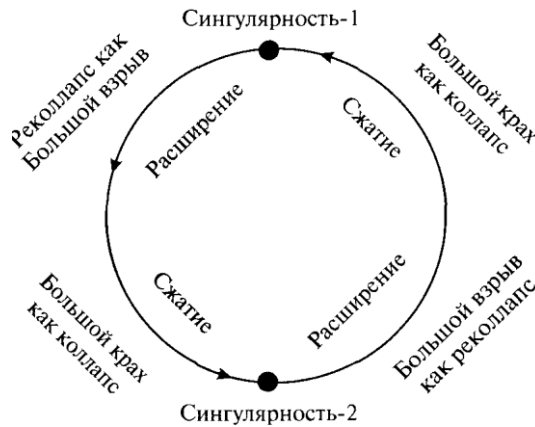 Сингулярность-1
Реколлапс как
Большой взрыв
Расширение
Сжатие
Большой крах
как коллапс
Большой крах
как коллапс
Сжатие
Расширение
Большой взрыв
как реколлапс
Сингулярность-2